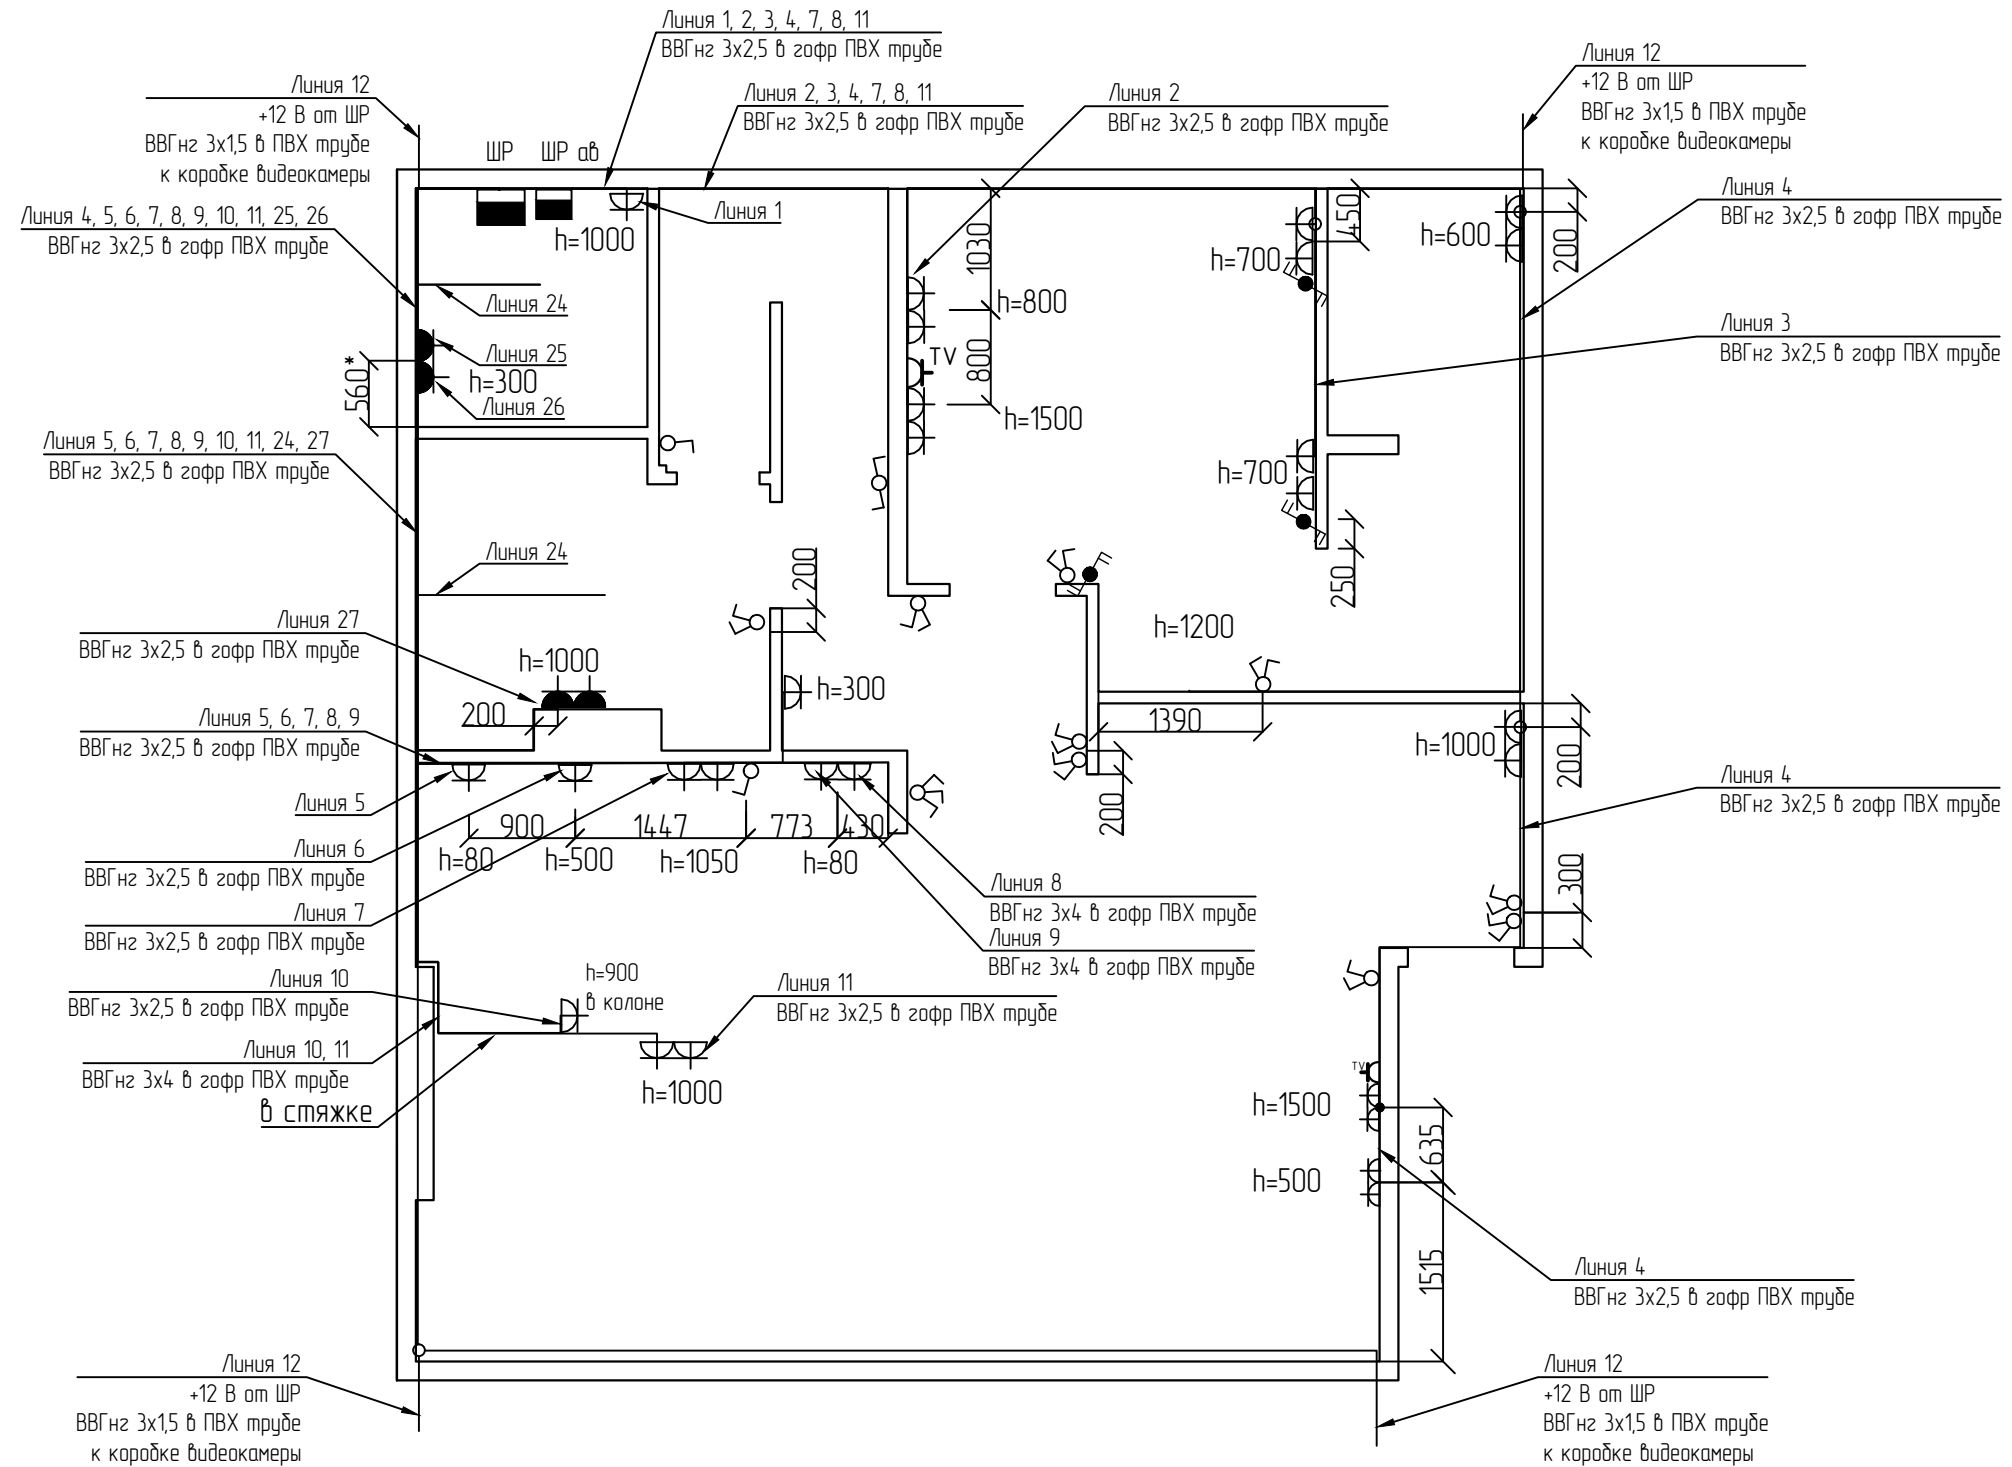 Линия 1, 2, 3, 4, 7, 8, 11
ВВГнг 3х2,5 в гофр ПВХ трубе
Линия 12
+12 В от ШР
ВВГнг 3х1,5 в ПВХ трубе
к коробке видеокамеры
Линия 2, 3, 4, 7, 8, 11
ВВГнг 3х2,5 в гофр ПВХ трубе
Линия 2
ВВГнг 3х2,5 в гофр ПВХ трубе
Линия 12
+12 В от ШР
ВВГнг 3х1,5 в ПВХ трубе
к коробке видеокамеры
ШР
ШР ав
Линия 4, 5, 6, 7, 8, 9, 10, 11, 25, 26
ВВГнг 3х2,5 в гофр ПВХ трубе
Линия 1
h=1000
Линия 4
ВВГнг 3х2,5 в гофр ПВХ трубе
1030
450
h=600
200
h=700
Линия 24
h=800
Линия 3
ВВГнг 3х2,5 в гофр ПВХ трубе
Линия 25
h=300
Линия 26
560*
TV
800
h=1500
Линия 5, 6, 7, 8, 9, 10, 11, 24, 27
ВВГнг 3х2,5 в гофр ПВХ трубе
h=700
Линия 24
200
250
Линия 27
ВВГнг 3х2,5 в гофр ПВХ трубе
h=1000
h=1200
h=300
200
1390
Линия 5, 6, 7, 8, 9
ВВГнг 3х2,5 в гофр ПВХ трубе
h=1000
200
Линия 4
ВВГнг 3х2,5 в гофр ПВХ трубе
Линия 5
900
1447
773
430
200
h=80
h=500
h=1050
h=80
Линия 6
ВВГнг 3х2,5 в гофр ПВХ трубе
300
Линия 7
ВВГнг 3х2,5 в гофр ПВХ трубе
Линия 8
ВВГнг 3х4 в гофр ПВХ трубе
Линия 9
ВВГнг 3х4 в гофр ПВХ трубе
Линия 10
ВВГнг 3х2,5 в гофр ПВХ трубе
h=900
в колоне
Линия 11
ВВГнг 3х2,5 в гофр ПВХ трубе
Линия 10, 11
ВВГнг 3х4 в гофр ПВХ трубе
в стяжке
h=1000
TV
h=1500
635
h=500
1515
Линия 4
ВВГнг 3х2,5 в гофр ПВХ трубе
Линия 12
+12 В от ШР
ВВГнг 3х1,5 в ПВХ трубе
к коробке видеокамеры
Линия 12
+12 В от ШР
ВВГнг 3х1,5 в ПВХ трубе
к коробке видеокамеры